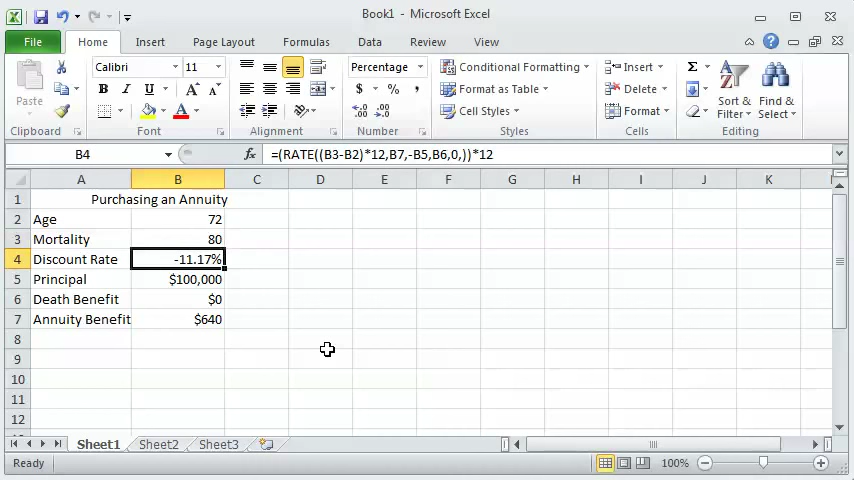 Book1 - Microsoft Excel
File Home Insert Page Layout Formulas Data Review View
Calibri 11 Percentage Conditional Formatting Insert
Paste B I U $ % , Format as Table Delete Sort & Find &
Cell Styles Format Filter Select
Clipboard Font Alignment Number Styles Cells Editing
B4 fx =(RATE((B3-B2)*12,B7,-B5,B6,0,))*12
A B C D E F G H I J K
1 Purchasing an Annuity
2 Age 72
3 Mortality 80
4 Discount Rate -11.17%
5 Principal $100,000
6 Death Benefit $0
7 Annuity Benefit $640
8
9
10
11
12
Sheet1 Sheet2 Sheet3
Ready 100%